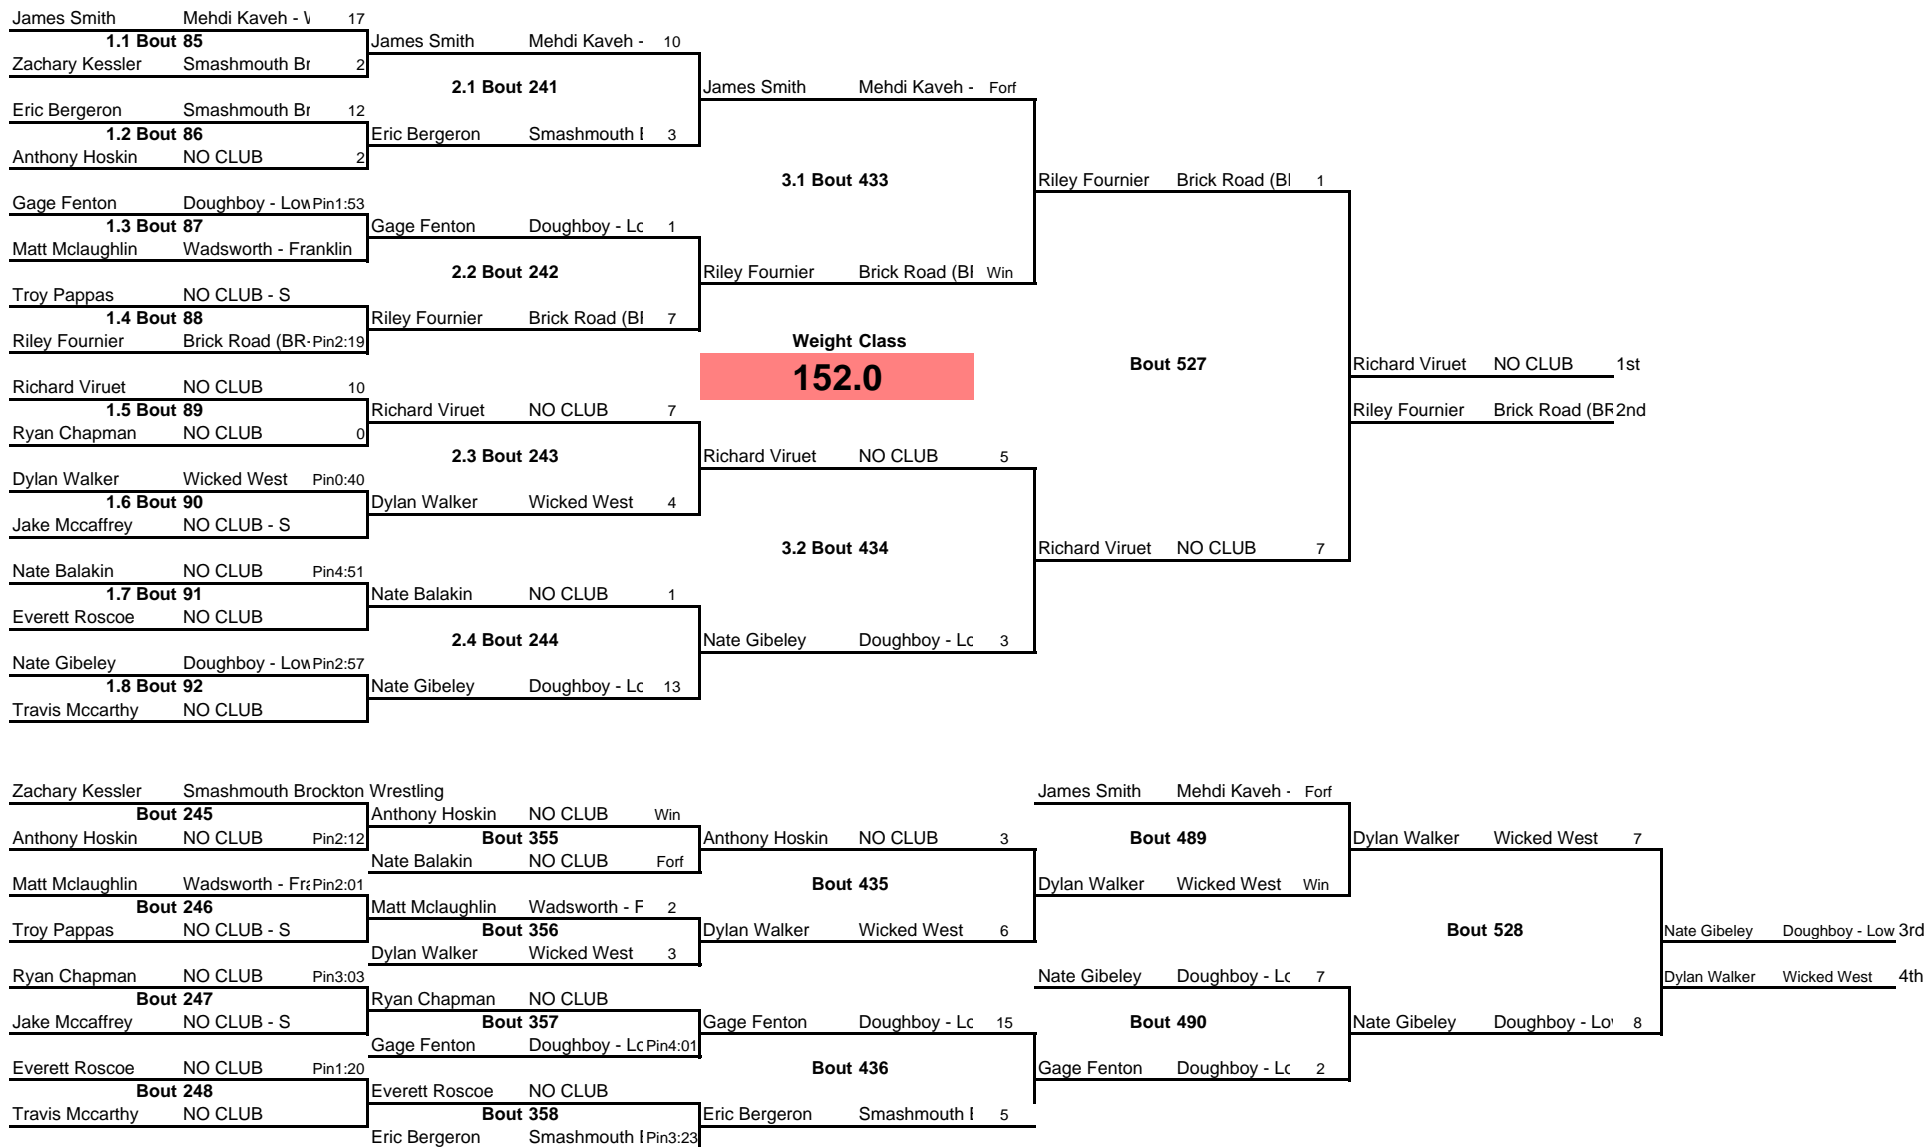 James Smith Mehdi Kaveh - 17
1.1 Bout 85
James Smith Mehdi Kaveh - 10
Zachary Kessler Smashmouth Br 2
2.1 Bout 241
James Smith Mehdi Kaveh - Forf
Eric Bergeron Smashmouth Br 12
1.2 Bout 86
Eric Bergeron Smashmouth 3
Anthony Hoskin NO CLUB 2
3.1 Bout 433
Riley Fournier Brick Road (BI 1
Gage Fenton Doughboy - Low Pin1:53
1.3 Bout 87
Gage Fenton Doughboy - Lo 1
Matt Mclaughlin Wadsworth - Franklin
2.2 Bout 242
Riley Fournier Brick Road (BI Win
Troy Pappas NO CLUB - S
1.4 Bout 88
Riley Fournier Brick Road (BI 7
Riley Fournier Brick Road (BR- Pin2:19
Weight Class
152.0
Bout 527
Richard Viruet NO CLUB 1st
Richard Viruet NO CLUB 10
1.5 Bout 89
Richard Viruet NO CLUB 7
Riley Fournier Brick Road (BR 2nd
Ryan Chapman NO CLUB 0
2.3 Bout 243
Richard Viruet NO CLUB 5
Dylan Walker Wicked West Pin0:40
1.6 Bout 90
Dylan Walker Wicked West 4
Jake Mccaffrey NO CLUB - S
3.2 Bout 434
Richard Viruet NO CLUB 7
Nate Balakin NO CLUB Pin4:51
1.7 Bout 91
Nate Balakin NO CLUB 1
Everett Roscoe NO CLUB
2.4 Bout 244
Nate Gibeley Doughboy - Lo 3
Nate Gibeley Doughboy - Low Pin2:57
1.8 Bout 92
Nate Gibeley Doughboy - Lo 13
Travis Mccarthy NO CLUB
Zachary Kessler Smashmouth Brockton Wrestling
James Smith Mehdi Kaveh - Forf
Bout 245
Anthony Hoskin NO CLUB Win
Anthony Hoskin NO CLUB Pin2:12
Bout 355
Anthony Hoskin NO CLUB 3
Bout 489
Dylan Walker Wicked West 7
Nate Balakin NO CLUB Forf
Matt Mclaughlin Wadsworth - Fra Pin2:01
Bout 435
Dylan Walker Wicked West Win
Bout 246
Matt Mclaughlin Wadsworth - F 2
Troy Pappas NO CLUB - S
Bout 356
Dylan Walker Wicked West 6
Bout 528
Nate Gibeley Doughboy - Low 3rd
Dylan Walker Wicked West 3
Ryan Chapman NO CLUB Pin3:03
Nate Gibeley Doughboy - Lo 7
Dylan Walker Wicked West 4th
Bout 247
Ryan Chapman NO CLUB
Jake Mccaffrey NO CLUB - S
Bout 357
Gage Fenton Doughboy - Lo 15
Bout 490
Nate Gibeley Doughboy - Lo 8
Gage Fenton Doughboy - Lo Pin4:01
Everett Roscoe NO CLUB Pin1:20
Bout 436
Gage Fenton Doughboy - Lo 2
Bout 248
Everett Roscoe NO CLUB
Travis Mccarthy NO CLUB
Bout 358
Eric Bergeron Smashmouth 5
Eric Bergeron Smashmouth Pin3:23